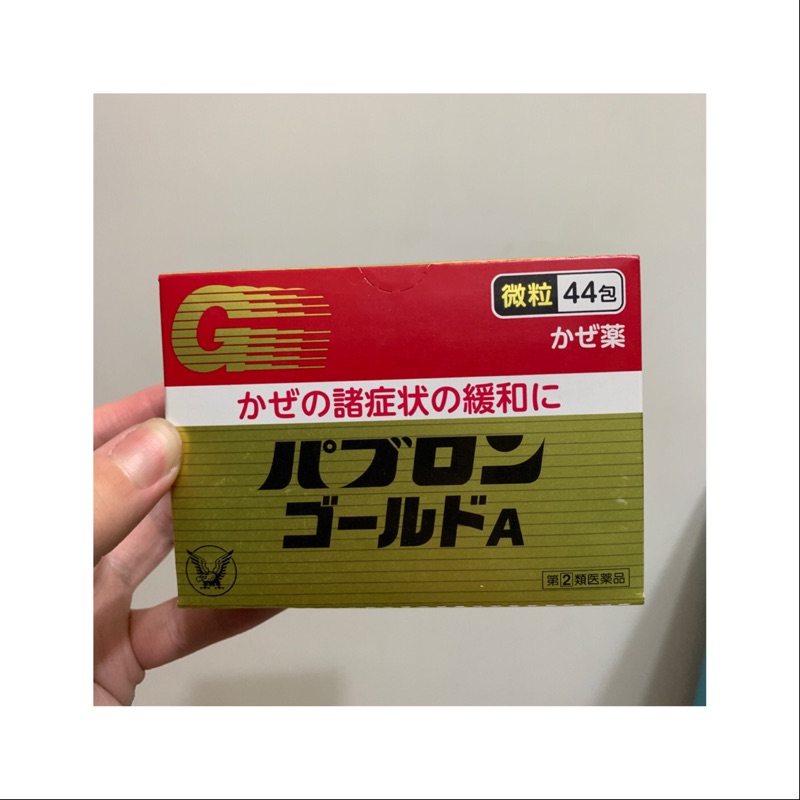 G
微粒 44包
かぜ薬
かぜの諸症状の緩和に
パブロン
ゴールドA
指②類医薬品